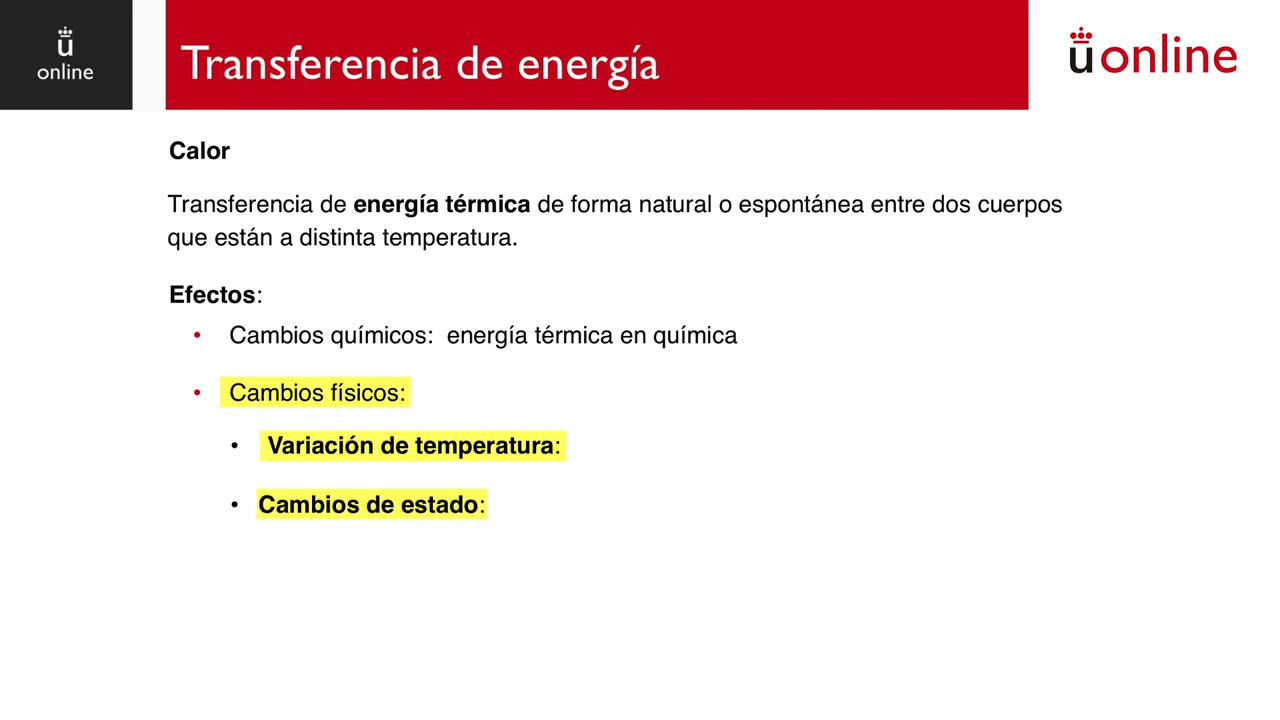 ü
online
Transferencia de energía
üonline
Calor
Transferencia de energía térmica de forma natural o espontánea entre dos cuerpos
que están a distinta temperatura.
Efectos:
• Cambios químicos: energía térmica en química
• Cambios físicos:
• Variación de temperatura:
• Cambios de estado: